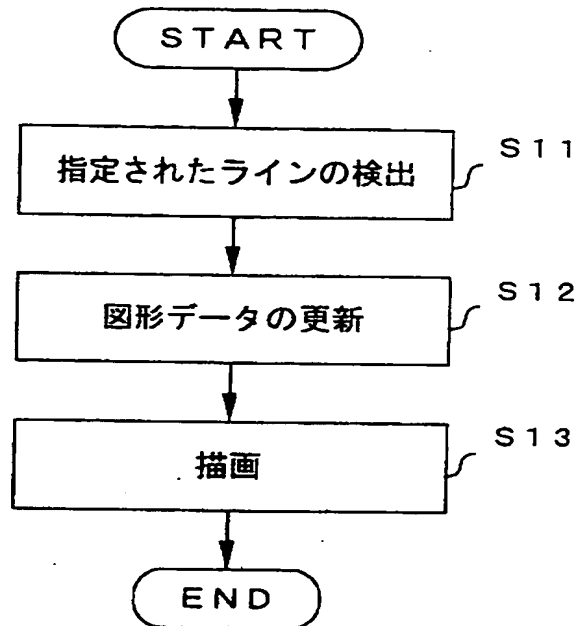 START
指定されたラインの検出
S11
図形データの更新
S12
描画
S13
END